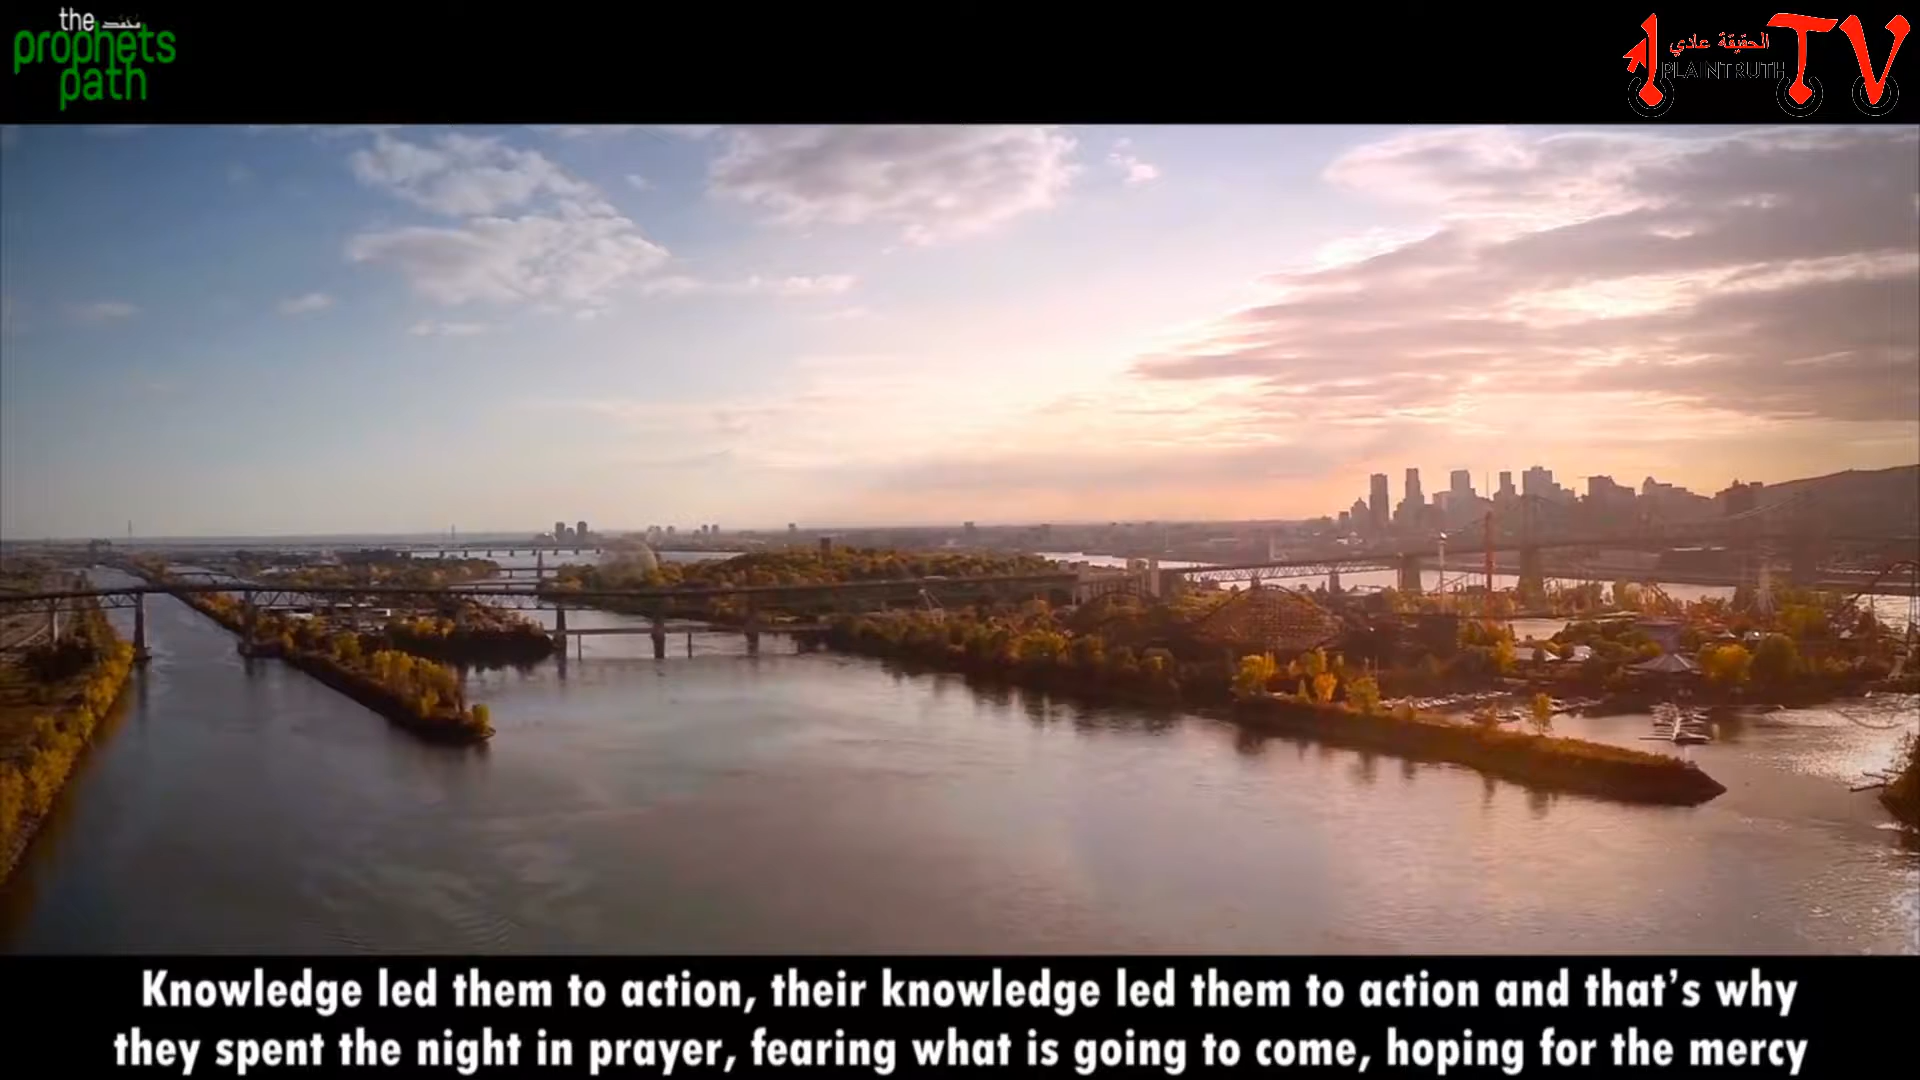 the محمد
prophets
path
الحقيقة عادي
PLAINTRUTH TV
Knowledge led them to action, their knowledge led them to action and that’s why
they spent the night in prayer, fearing what is going to come, hoping for the mercy